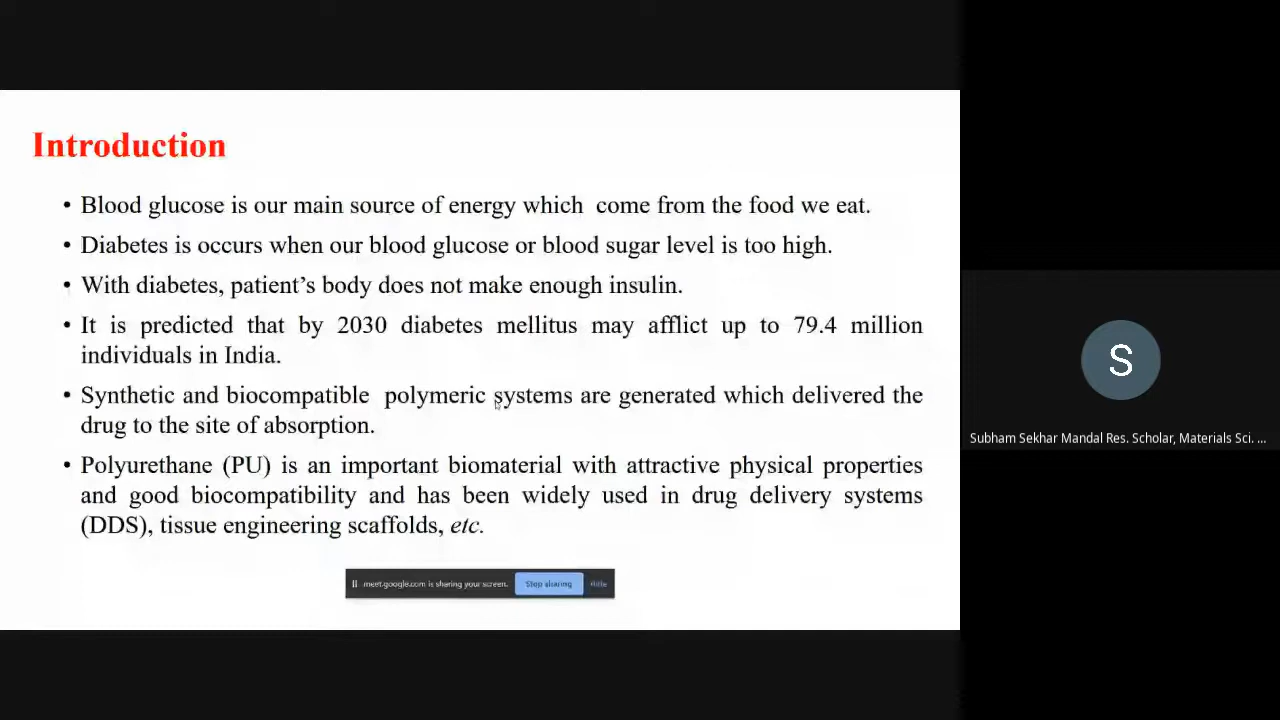 Introduction
• Blood glucose is our main source of energy which come from the food we eat.
• Diabetes is occurs when our blood glucose or blood sugar level is too high.
• With diabetes, patient's body does not make enough insulin.
• It is predicted that by 2030 diabetes mellitus may afflict up to 79.4 million
individuals in India.
• Synthetic and biocompatible polymeric systems are generated which delivered the
drug to the site of absorption.
• Polyurethane (PU) is an important biomaterial with attractive physical properties
and good biocompatibility and has been widely used in drug delivery systems
(DDS), tissue engineering scaffolds, etc.
meet.google.com is sharing your screen.
Stop sharing
Hide
S
Subham Sekhar Mandal Res. Scholar, Materials Sci. ...